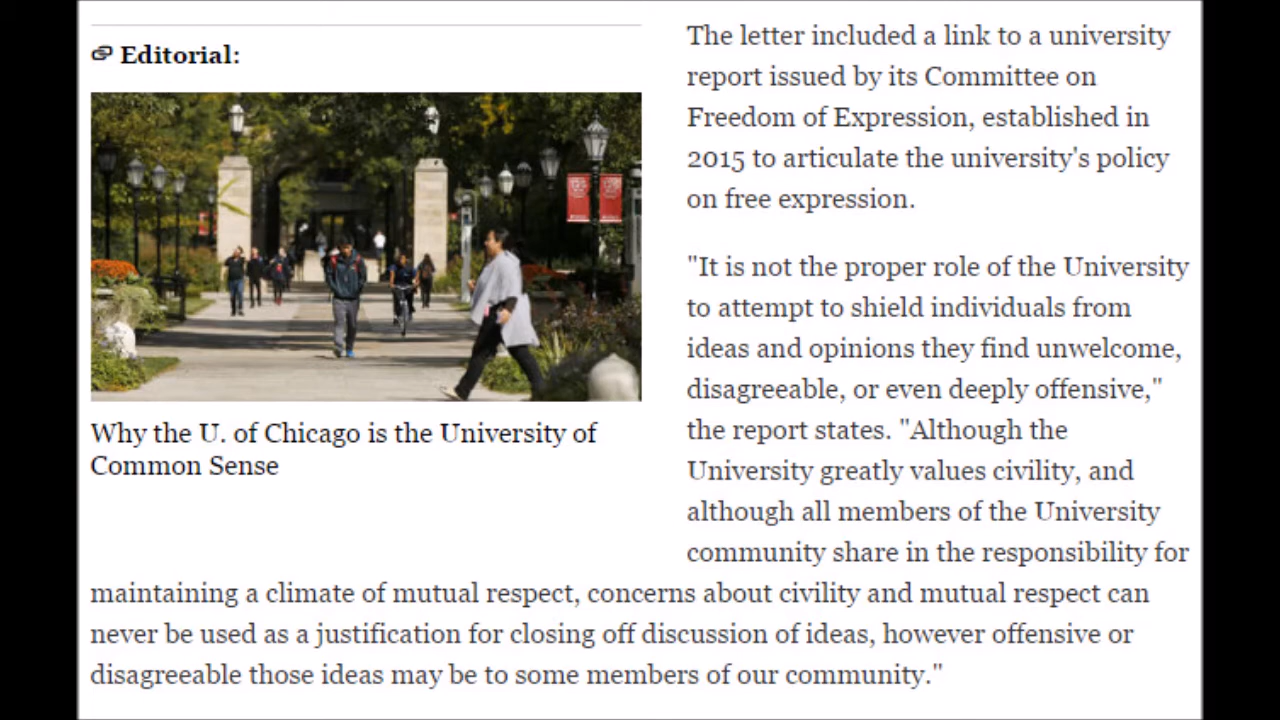 Editorial:
Why the U. of Chicago is the University of
Common Sense
The letter included a link to a university
report issued by its Committee on
Freedom of Expression, established in
2015 to articulate the university's policy
on free expression.
"It is not the proper role of the University
to attempt to shield individuals from
ideas and opinions they find unwelcome,
disagreeable, or even deeply offensive,"
the report states. "Although the
University greatly values civility, and
although all members of the University
community share in the responsibility for
maintaining a climate of mutual respect, concerns about civility and mutual respect can
never be used as a justification for closing off discussion of ideas, however offensive or
disagreeable those ideas may be to some members of our community."